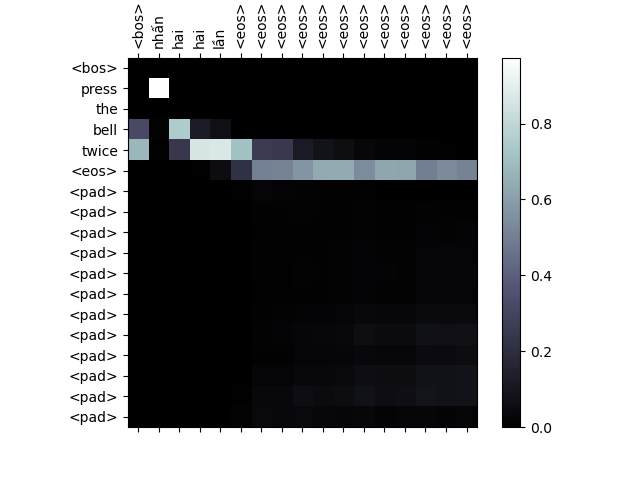 <bos> nhấn hai hai lần <eos> <eos> <eos> <eos> <eos> <eos> <eos> <eos> <eos> <eos> <eos> <eos>
<bos>
press
the
bell
twice
<eos>
<pad>
<pad>
<pad>
<pad>
<pad>
<pad>
<pad>
<pad>
<pad>
<pad>
<pad>
<pad>
0.8
0.6
0.4
0.2
0.0